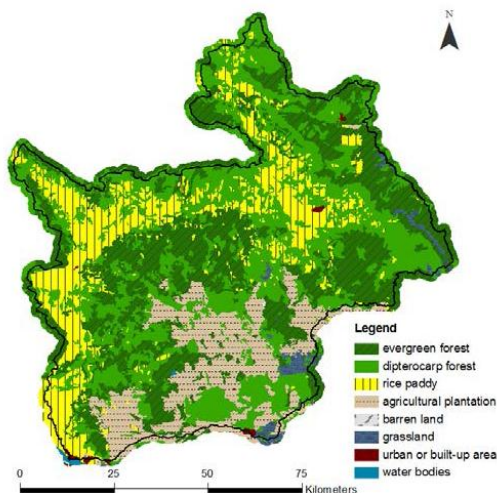 N
Legend
evergreen forest
dipterocarp forest
rice paddy
agricultural plantation
barren land
grassland
urban or built-up area
water bodies
0 25 50 75
Kilometers